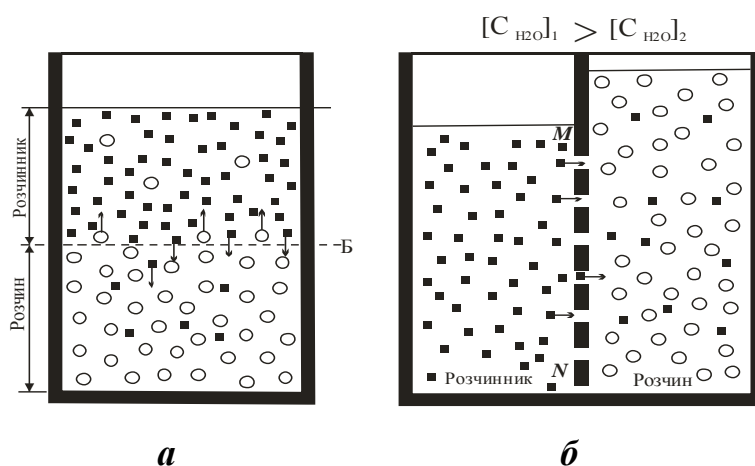 [C H2O]1 > [C H2O]2
Розчинник
Розчин
Б
M
N
Розчинник
Розчин
а
б